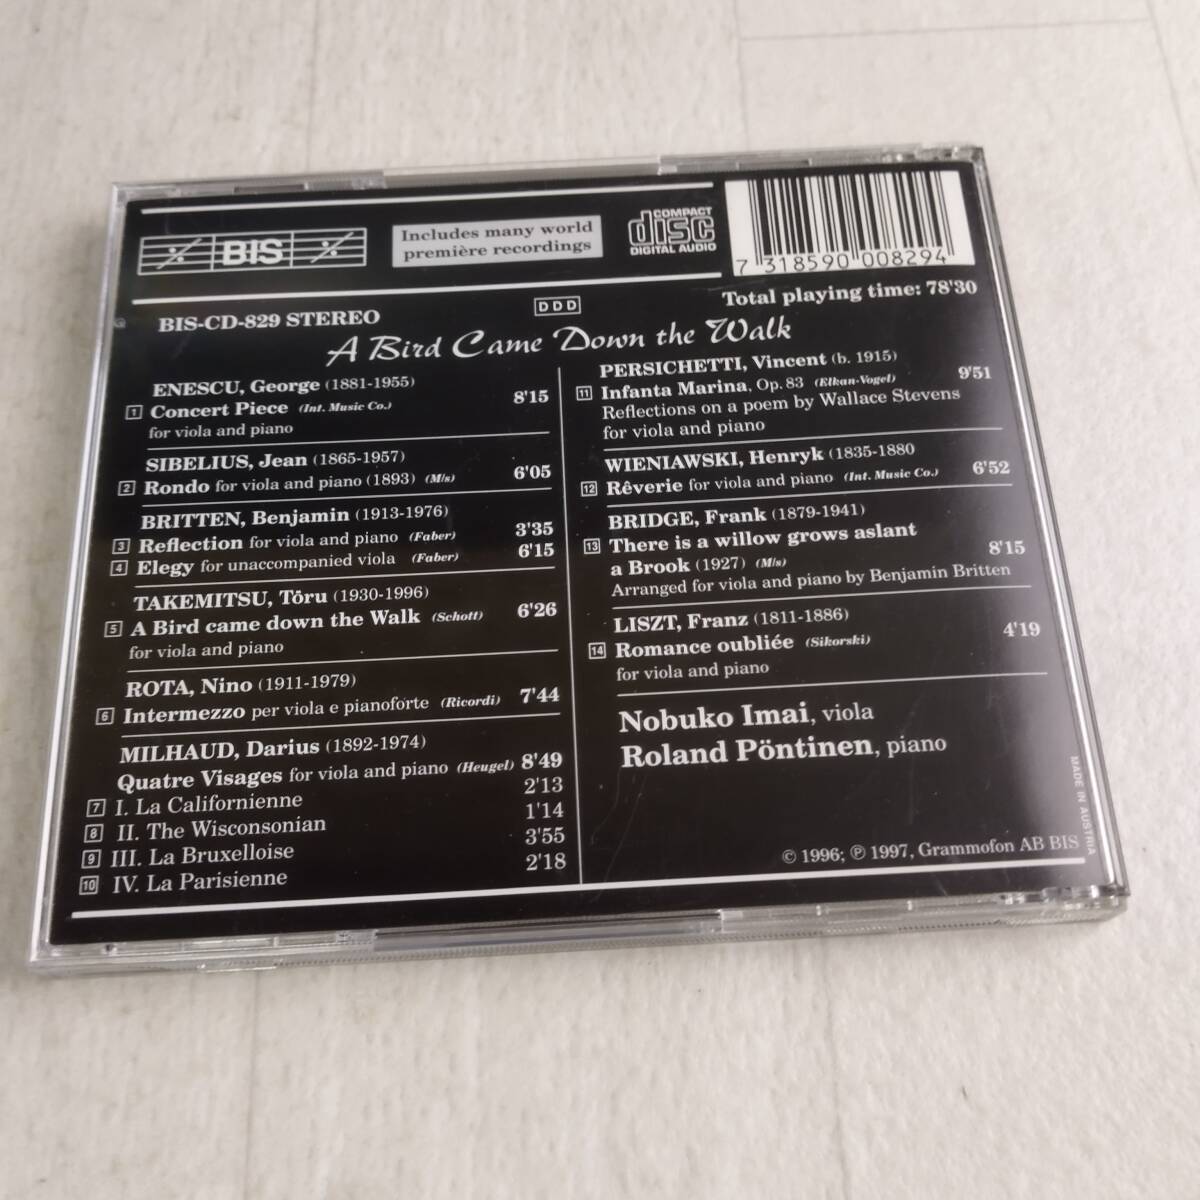 BIS
Includes many world
première recordings
COMPACT
disc
DIGITAL AUDIO
7 318590 008294
BIS-CD-829 STEREO
DDD
Total playing time: 78'30
A Bird Came Down the Walk
ENESCU, George (1881-1955)
1 Concert Piece (Int. Music Co.) 8'15
for viola and piano
SIBELIUS, Jean (1865-1957)
2 Rondo for viola and piano (1893) (M/s) 6'05
BRITTEN, Benjamin (1913-1976)
3 Reflection for viola and piano (Faber) 3'35
4 Elegy for unaccompanied viola (Faber) 6'15
TAKEMITSU, Tōru (1930-1996)
5 A Bird came down the Walk (Schott) 6'26
for viola and piano
ROTA, Nino (1911-1979)
6 Intermezzo per viola e pianoforte (Ricordi) 7'44
MILHAUD, Darius (1892-1974)
Quatre Visages for viola and piano (Heugel) 8'49
7 I. La Californienne 2'13
8 II. The Wisconsonian 1'14
9 III. La Bruxelloise 3'55
10 IV. La Parisienne 2'18
PERSICHETTI, Vincent (b. 1915)
11 Infanta Marina, Op. 83 (Elkan-Vogel) 9'51
Reflections on a poem by Wallace Stevens
for viola and piano
WIENIAWSKI, Henryk (1835-1880
12 Rêverie for viola and piano (Int. Music Co.) 6'52
BRIDGE, Frank (1879-1941)
13 There is a willow grows aslant
a Brook (1927) (M/s) 8'15
Arranged for viola and piano by Benjamin Britten
LISZT, Franz (1811-1886)
14 Romance oubliée (Sikorski) 4'19
for viola and piano
Nobuko Imai, viola
Roland Pöntinen, piano
MADE IN AUSTRIA
© 1996; ℗ 1997, Grammofon AB BIS